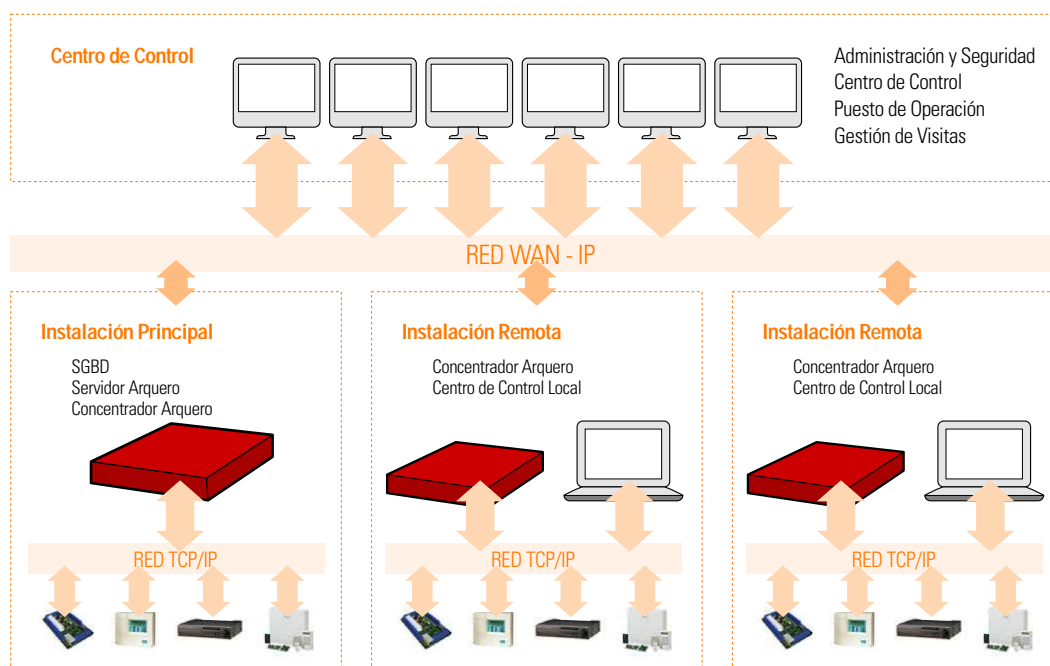 Centro de Control
Administración y Seguridad
Centro de Control
Puesto de Operación
Gestión de Visitas
RED WAN - IP
Instalación Principal
SGBD
Servidor Arquero
Concentrador Arquero
RED TCP/IP
Instalación Remota
Concentrador Arquero
Centro de Control Local
RED TCP/IP
Instalación Remota
Concentrador Arquero
Centro de Control Local
RED TCP/IP